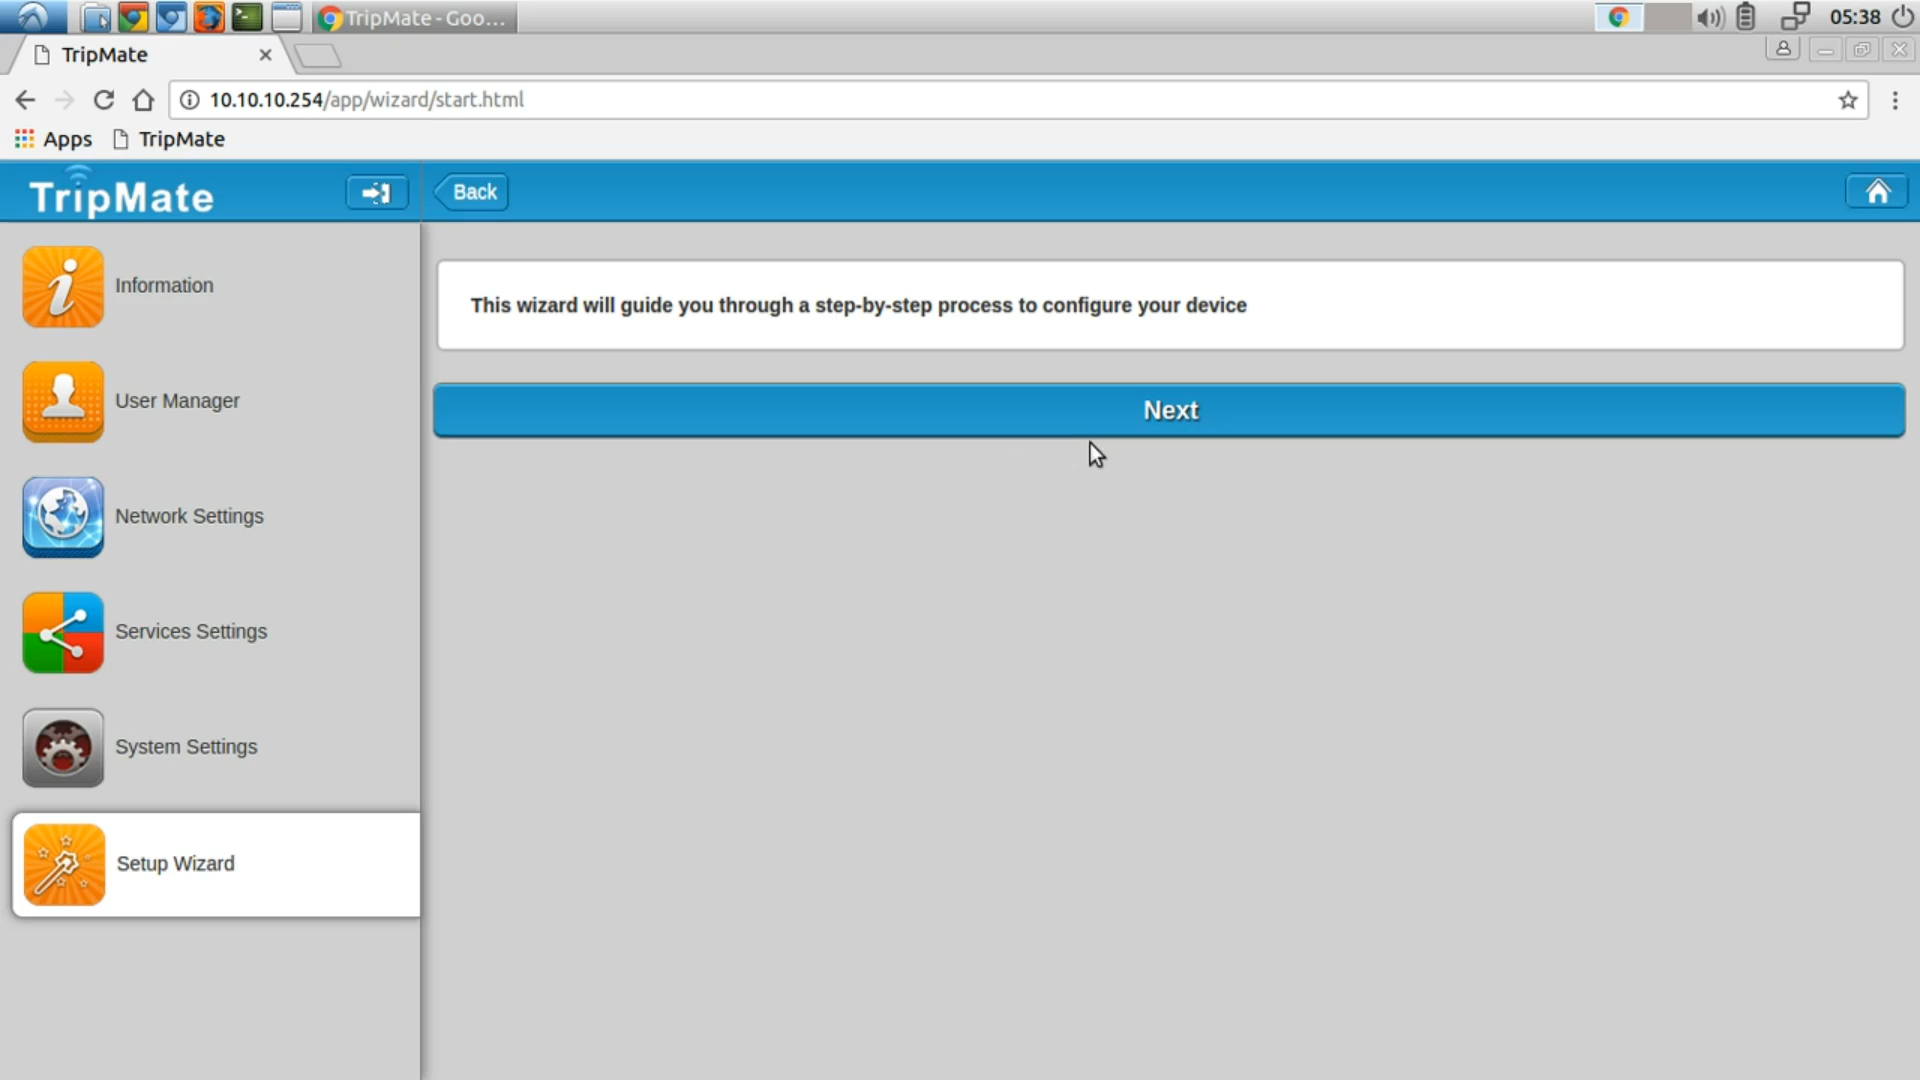 TripMate - Goo...
05:38
TripMate
10.10.10.254/app/wizard/start.html
Apps
TripMate
TripMate
Back
Information
This wizard will guide you through a step-by-step process to configure your device
User Manager
Next
Network Settings
Services Settings
System Settings
Setup Wizard